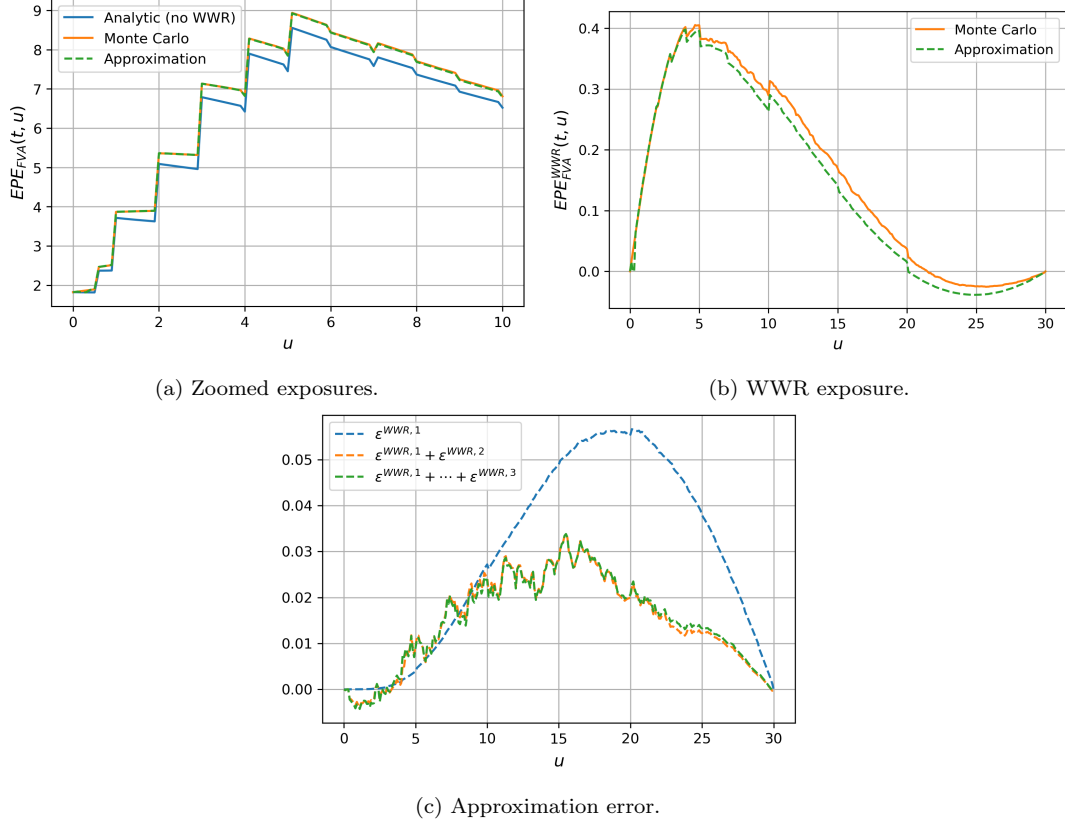 Analytic (no WWR)
Monte Carlo
Approximation
9
8
7
6
5
4
3
2
EPE_{FVA}(t, u)
0 2 4 6 8 10
u
(a) Zoomed exposures.
Monte Carlo
Approximation
0.4
0.3
0.2
0.1
0.0
EPE^{WWR}_{FVA}(t, u)
0 5 10 15 20 25 30
u
(b) WWR exposure.
ε^{WWR, 1}
ε^{WWR, 1} + ε^{WWR, 2}
ε^{WWR, 1} + ⋯ + ε^{WWR, 3}
0.05
0.04
0.03
0.02
0.01
0.00
0 5 10 15 20 25 30
u
(c) Approximation error.